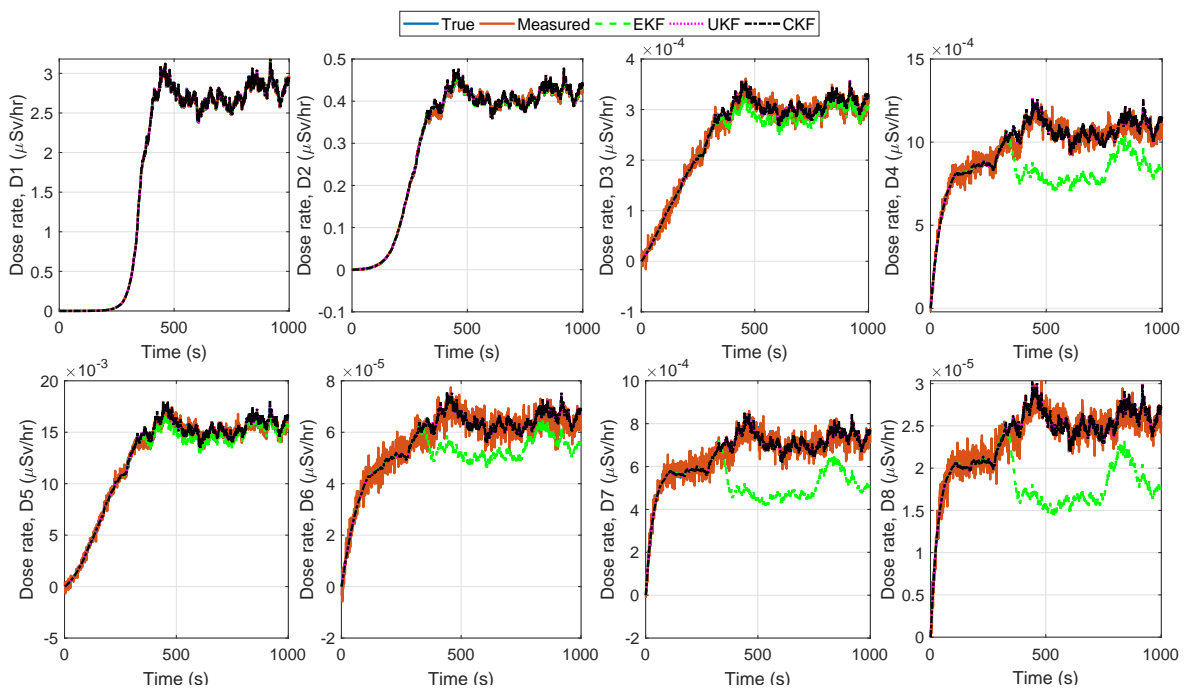 True Measured EKF UKF CKF
Dose rate, D1 (μSv/hr)
3
2.5
2
1.5
1
0.5
0
0 500 1000
Time (s)
Dose rate, D2 (μSv/hr)
0.5
0.4
0.3
0.2
0.1
0
-0.1
0 500 1000
Time (s)
×10⁻⁴
Dose rate, D3 (μSv/hr)
4
3
2
1
0
-1
0 500 1000
Time (s)
×10⁻⁴
Dose rate, D4 (μSv/hr)
15
10
5
0
0 500 1000
Time (s)
×10⁻³
Dose rate, D5 (μSv/hr)
20
15
10
5
0
-5
0 500 1000
Time (s)
×10⁻⁵
Dose rate, D6 (μSv/hr)
8
6
4
2
0
-2
0 500 1000
Time (s)
×10⁻⁴
Dose rate, D7 (μSv/hr)
10
8
6
4
2
0
-2
0 500 1000
Time (s)
×10⁻⁵
Dose rate, D8 (μSv/hr)
3
2.5
2
1.5
1
0.5
0
0 500 1000
Time (s)